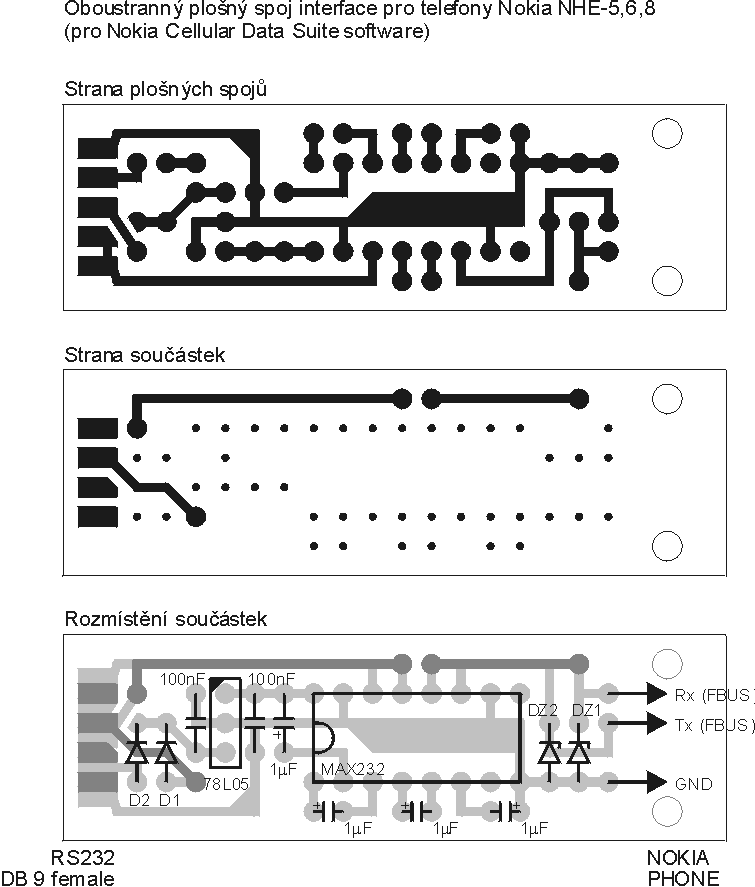 Oboustranný plošný spoj interface pro telefony Nokia NHE-5,6,8
(pro Nokia Cellular Data Suite software)
Strana plošných spojů
Strana součástek
Rozmístění součástek
100nF 100nF
Rx (FBUS)
DZ2 DZ1
Tx (FBUS)
1µF MAX232
78L05
GND
D2 D1
1µF 1µF 1µF
RS232
DB 9 female
NOKIA
PHONE